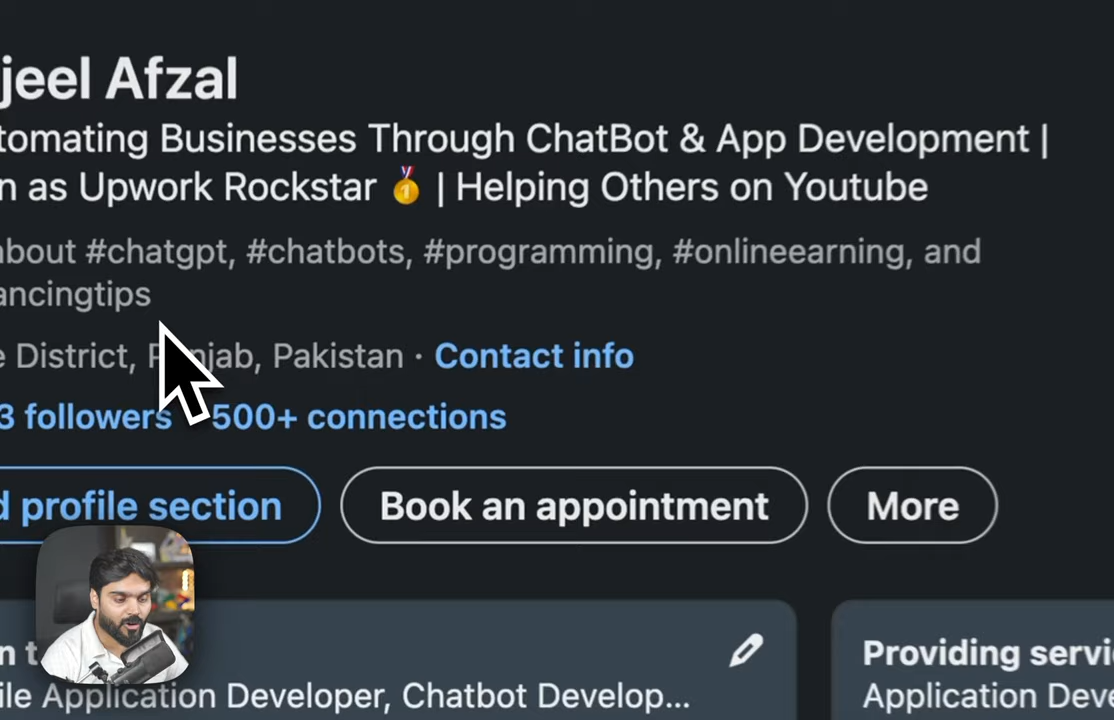 jeel Afzal
tomating Businesses Through ChatBot & App Development |
n as Upwork Rockstar 🥇 | Helping Others on Youtube
about #chatgpt, #chatbots, #programming, #onlineearning, and
ancingtips
e District, Punjab, Pakistan · Contact info
3 followers 500+ connections
d profile section
Book an appointment
More
n t
ile Application Developer, Chatbot Develop...
Providing servi
Application Deve